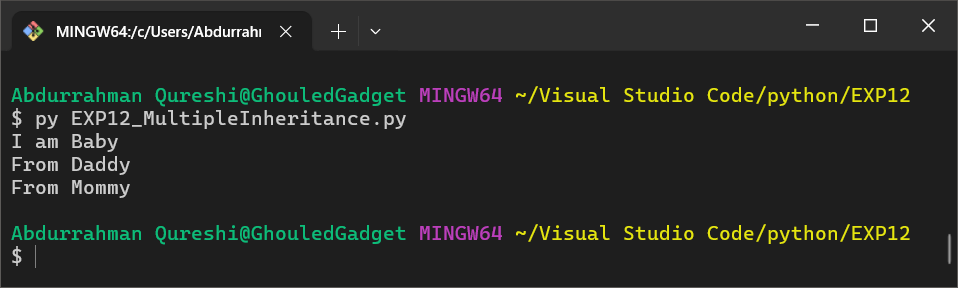 MINGW64:/c/Users/Abdurrahr
Abdurrahman Qureshi@GhouledGadget MINGW64 ~/Visual Studio Code/python/EXP12
$ py EXP12_MultipleInheritance.py
I am Baby
From Daddy
From Mommy
Abdurrahman Qureshi@GhouledGadget MINGW64 ~/Visual Studio Code/python/EXP12
$